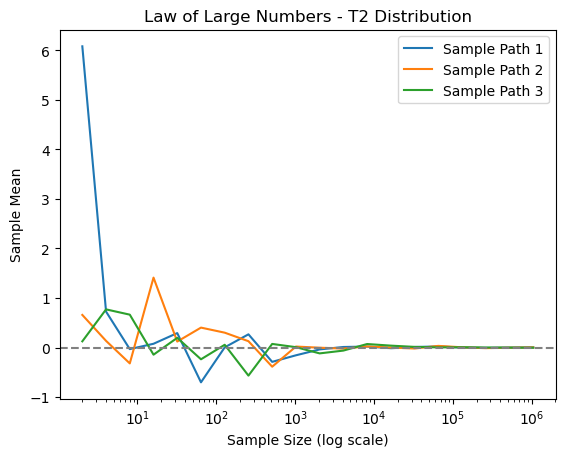 Law of Large Numbers - T2 Distribution
Sample Path 1
Sample Path 2
Sample Path 3
Sample Mean
6
5
4
3
2
1
0
−1
10¹ 10² 10³ 10⁴ 10⁵ 10⁶
Sample Size (log scale)